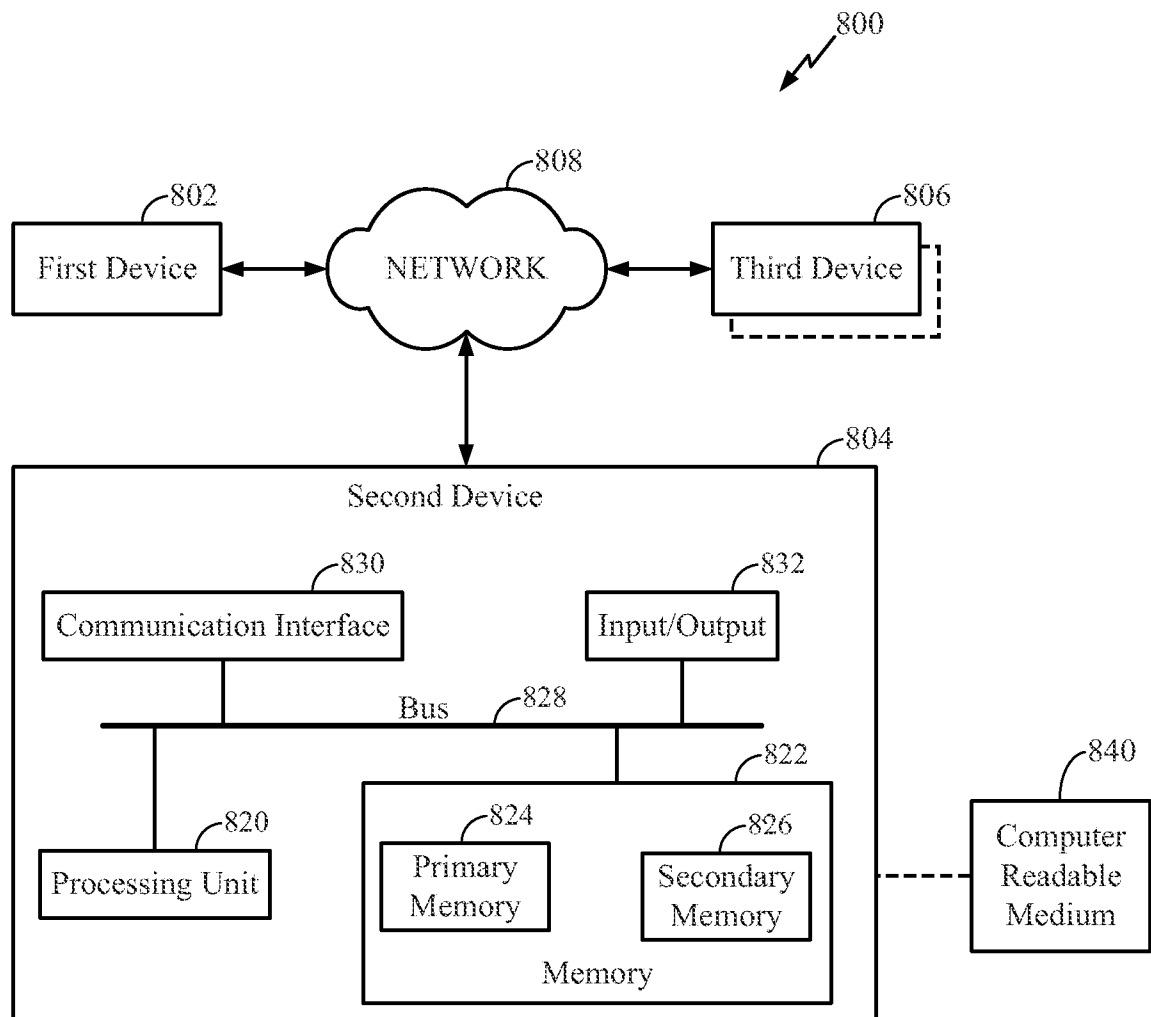 800
808
802
806
First Device
NETWORK
Third Device
804
Second Device
830
832
Communication Interface
Input/Output
Bus
828
822
840
820
824
826
Processing Unit
Primary
Memory
Secondary
Memory
Computer
Readable
Medium
Memory